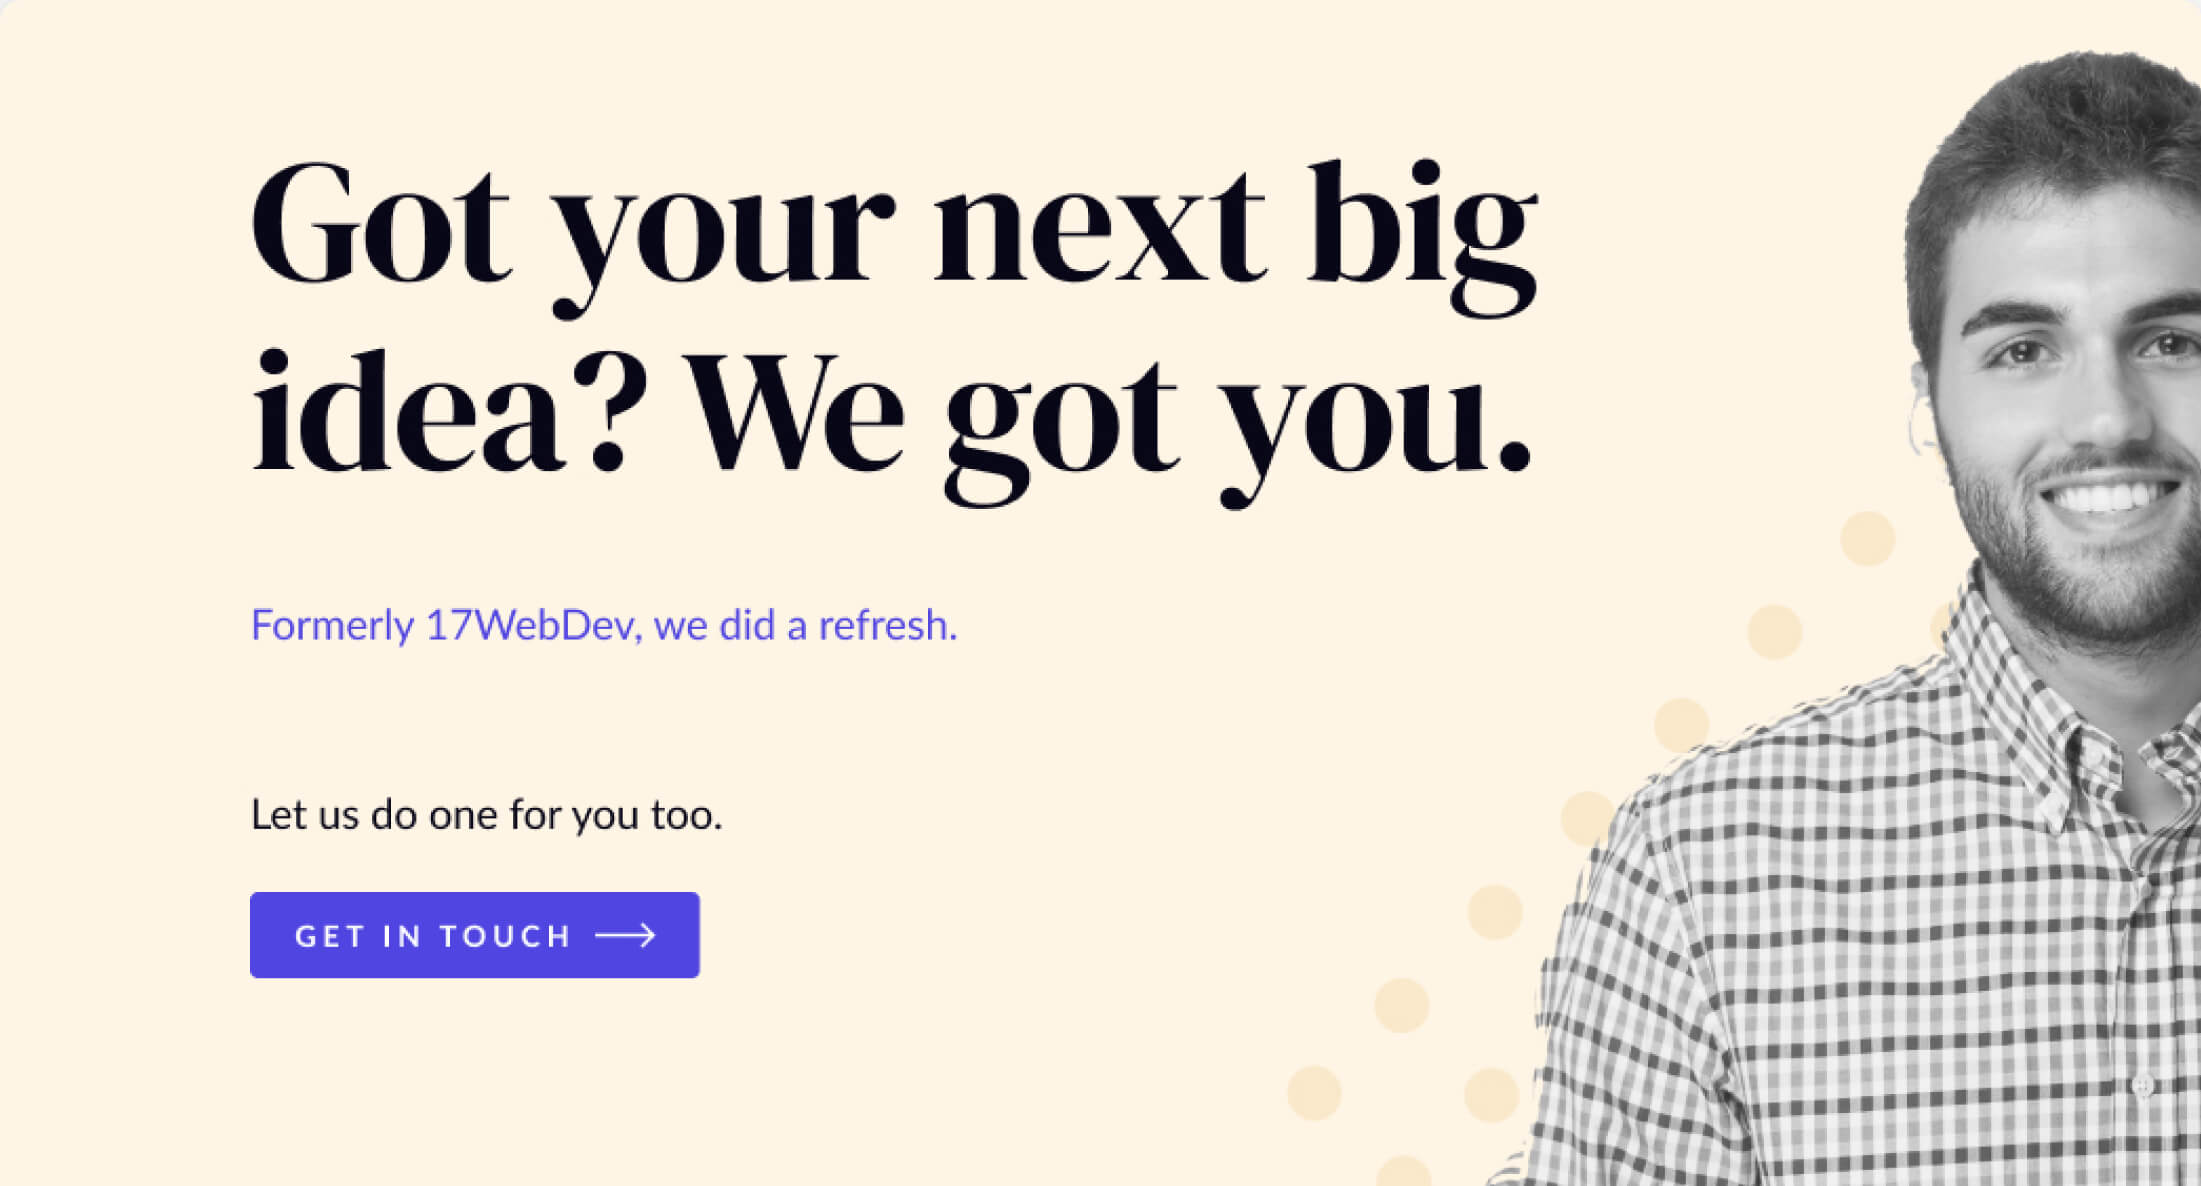 Got your next big
idea? We got you.
Formerly 17WebDev, we did a refresh.
Let us do one for you too.
GET IN TOUCH